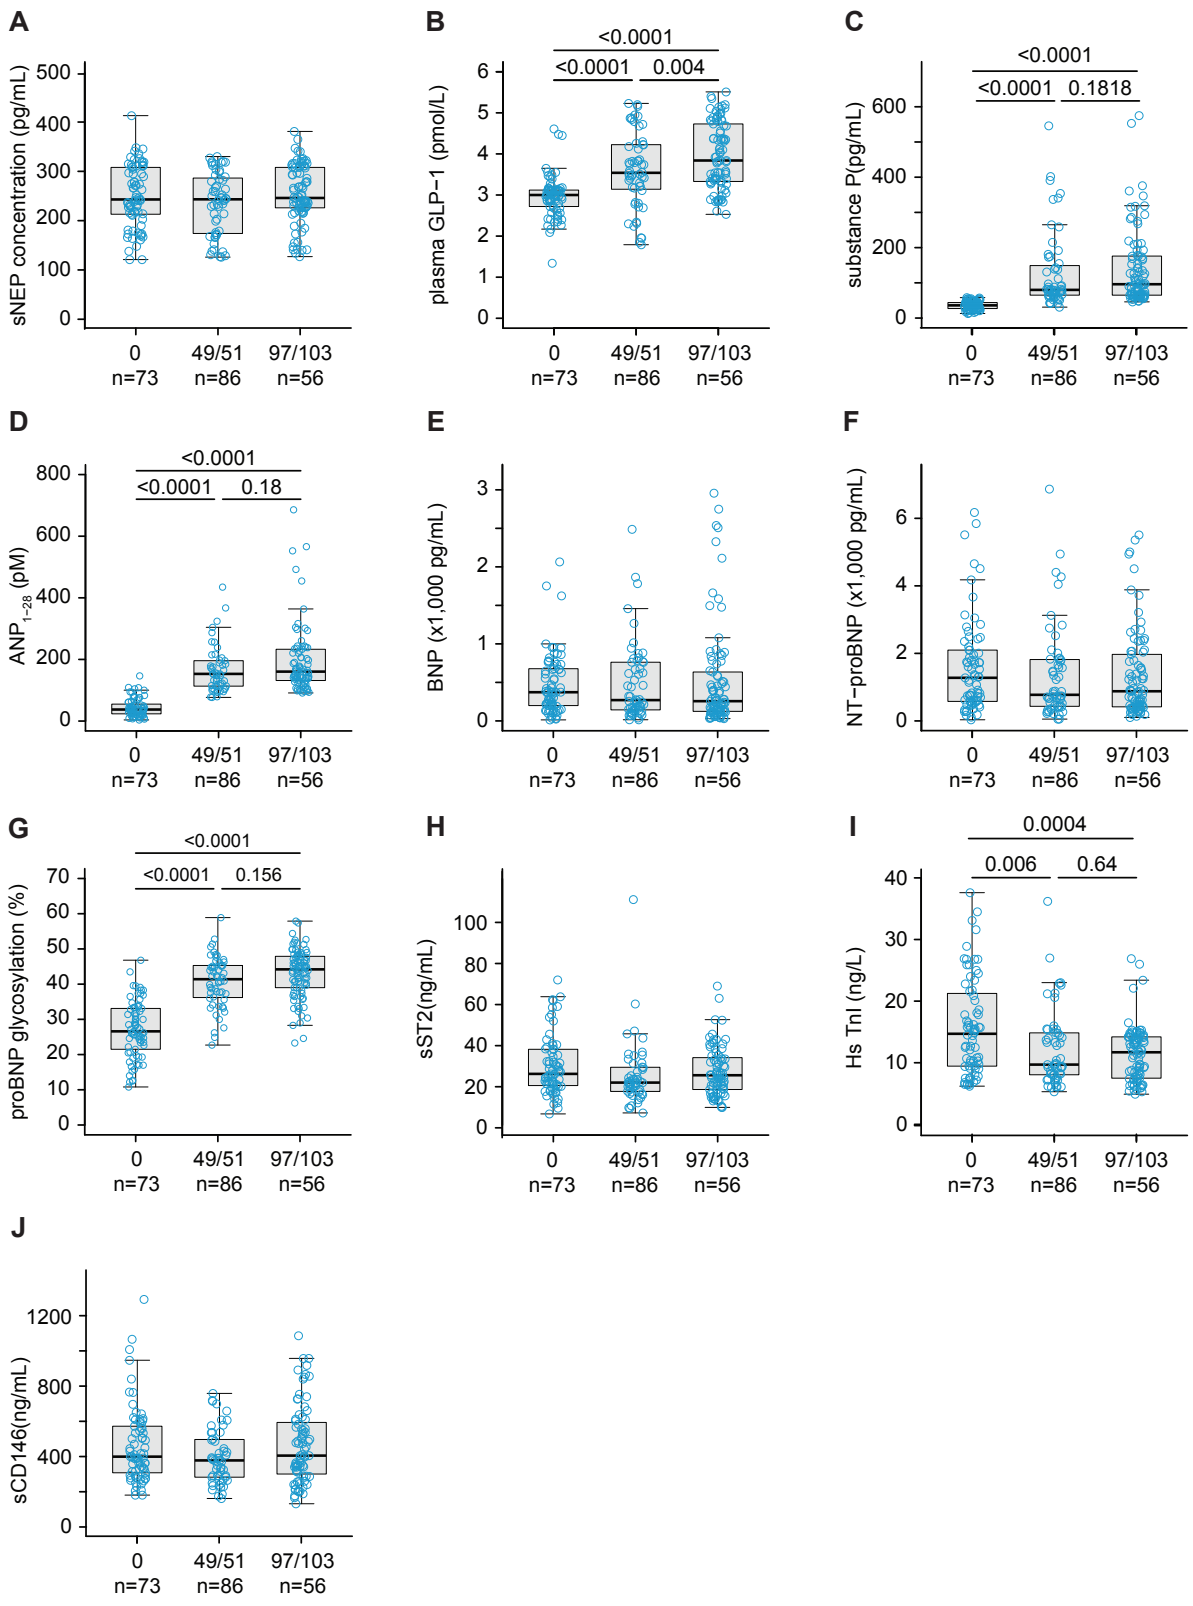 A
sNEP concentration (pg/mL)
500
400
300
200
100
0
0
49/51
97/103
n=73
n=86
n=56
B
plasma GLP−1 (pmol/L)
<0.0001
<0.0001
0.004
6
5
4
3
2
1
0
0
49/51
97/103
n=73
n=86
n=56
C
substance P(pg/mL)
<0.0001
<0.0001
0.1818
600
400
200
0
0
49/51
97/103
n=73
n=86
n=56
D
ANP1−28 (pM)
<0.0001
<0.0001
0.18
800
600
400
200
0
0
49/51
97/103
n=73
n=86
n=56
E
BNP (x1,000 pg/mL)
3
2
1
0
0
49/51
97/103
n=73
n=86
n=56
F
NT−proBNP (x1,000 pg/mL)
6
4
2
0
0
49/51
97/103
n=73
n=86
n=56
G
proBNP glycosylation (%)
<0.0001
<0.0001
0.156
70
60
50
40
30
20
10
0
0
49/51
97/103
n=73
n=86
n=56
H
sST2(ng/mL)
100
80
60
40
20
0
0
49/51
97/103
n=73
n=86
n=56
I
Hs TnI (ng/L)
0.0004
0.006
0.64
40
30
20
10
0
0
49/51
97/103
n=73
n=86
n=56
J
sCD146(ng/mL)
1200
800
400
0
0
49/51
97/103
n=73
n=86
n=56